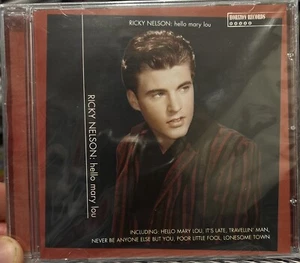 RICKY NELSON: hello mary lou
HORIZON RECORDS
RICKY NELSON: hello mary lou
INCLUDING: HELLO MARY LOU, IT'S LATE, TRAVELLIN' MAN,
NEVER BE ANYONE ELSE BUT YOU, POOR LITTLE FOOL, LONESOME TOWN